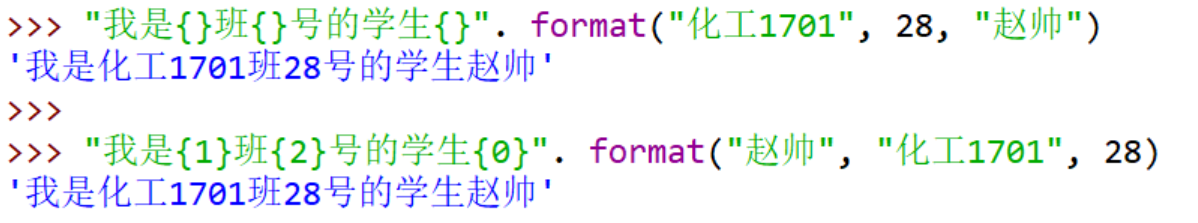 >>> "我是{}班{}号的学生{}". format("化工1701", 28, "赵帅")
'我是化工1701班28号的学生赵帅'
>>>
>>> "我是{1}班{2}号的学生{0}". format("赵帅", "化工1701", 28)
'我是化工1701班28号的学生赵帅'